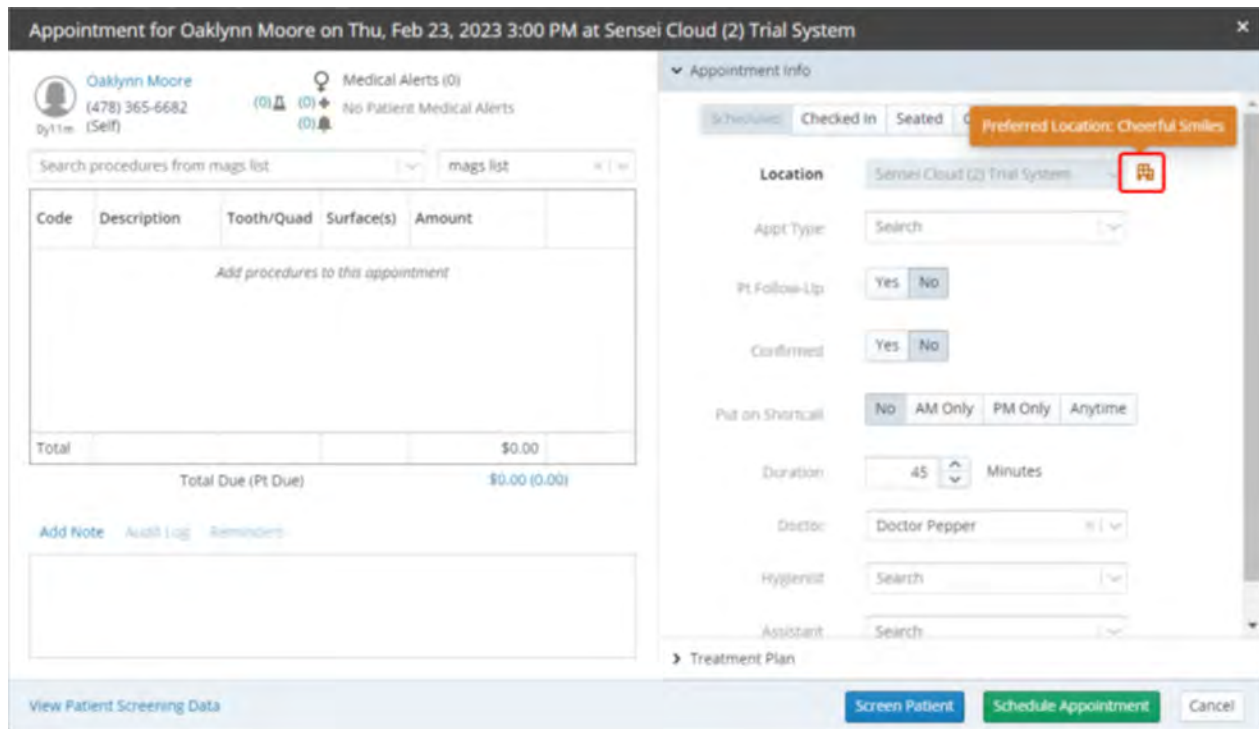 Appointment for Oaklynn Moore on Thu, Feb 23, 2023 3:00 PM at Sensei Cloud (2) Trial System
Oaklynn Moore
(478) 365-6682
(Self)
0y11m
(0) (0)
(0)
Medical Alerts (0)
No Patient Medical Alerts
Search procedures from mags list
mags list
Code Description Tooth/Quad Surface(s) Amount
Add procedures to this appointment
Total $0.00
Total Due (Pt Due) $0.00 (0.00)
Add Note Audit Log Reminders
View Patient Screening Data
Appointment Info
Scheduled Checked In Seated
Preferred Location: Cheerful Smiles
Location Sensei Cloud (2) Trial System
Appt Type Search
Pt Follow-Up Yes No
Confirmed Yes No
Put on Shortcall No AM Only PM Only Anytime
Duration 45 Minutes
Doctor Doctor Pepper
Hygienist Search
Assistant Search
Treatment Plan
Screen Patient Schedule Appointment Cancel